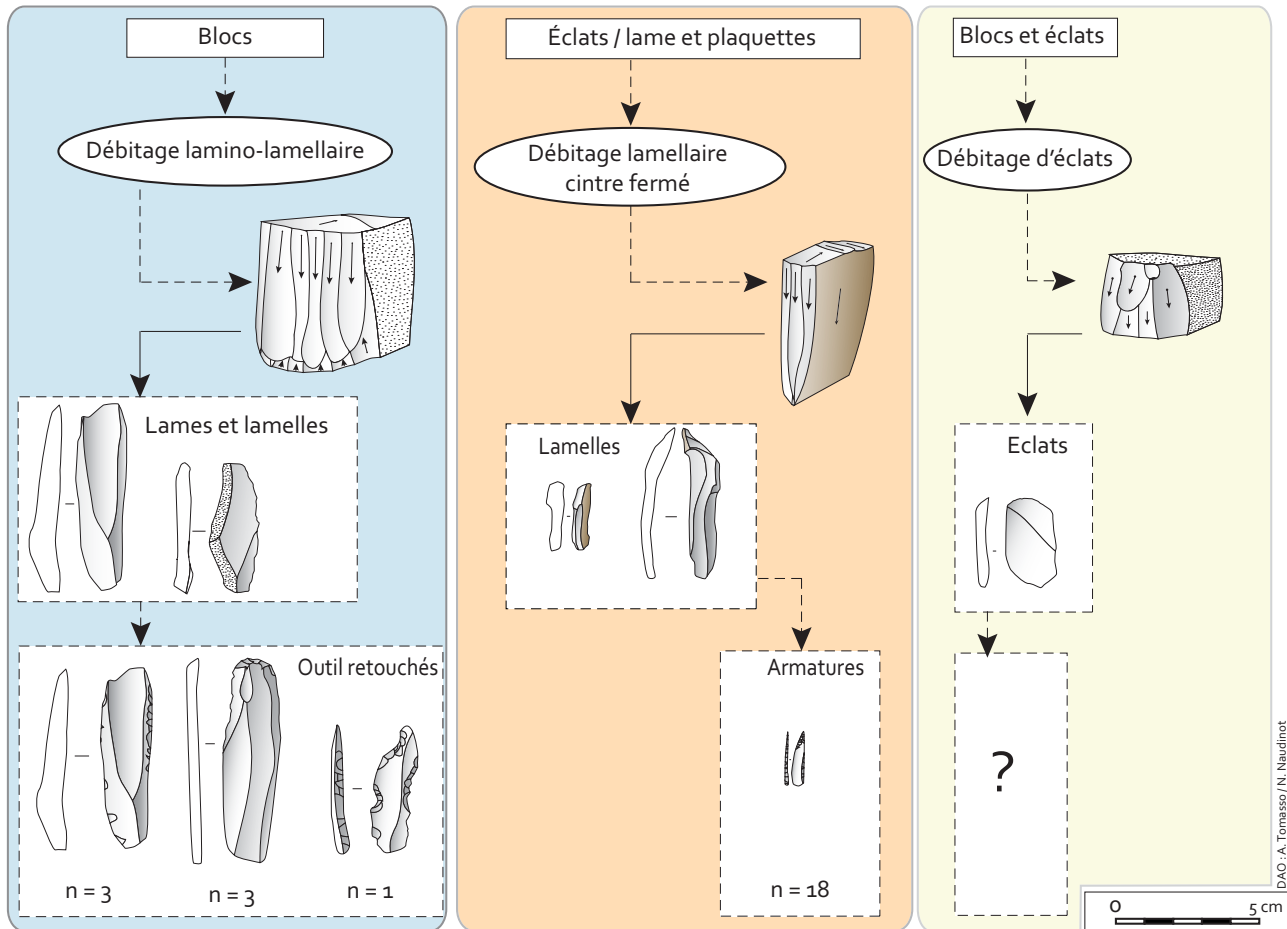 Blocs
Débitage lamino-lamellaire
Lames et lamelles
Outil retouchés
n = 3
n = 3
n = 1
Éclats / lame et plaquettes
Débitage lamellaire
cintre fermé
Lamelles
Armatures
n = 18
Blocs et éclats
Débitage d'éclats
Eclats
?
0 5 cm
DAO : A. Tomasso / N. Naudinot